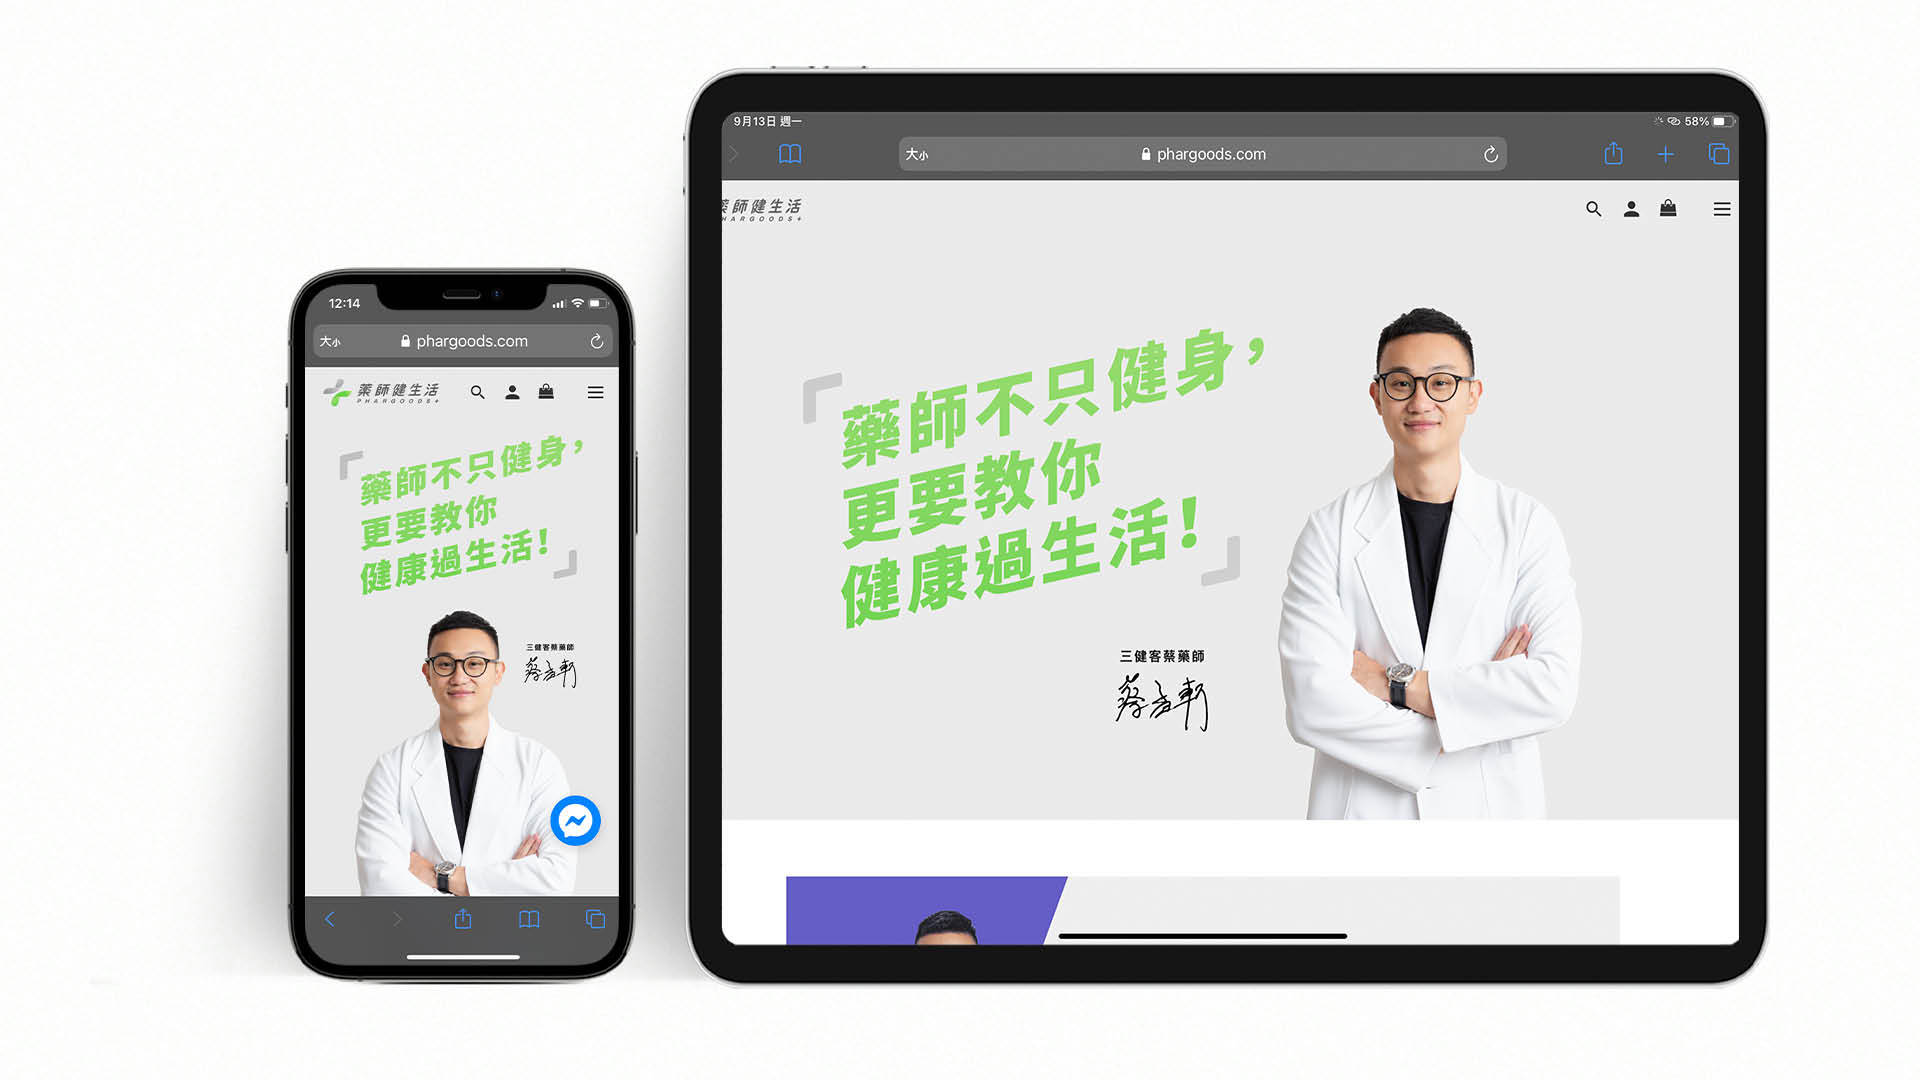 12:14
大小 phargoods.com
藥師健生活
PHARGOODS+
「藥師不只健身，
更要教你
健康過生活！」
三健客蔡藥師
9月13日 週一
58%
大小 phargoods.com
藥師健生活
HARGOODS+
「藥師不只健身，
更要教你
健康過生活！」
三健客蔡藥師